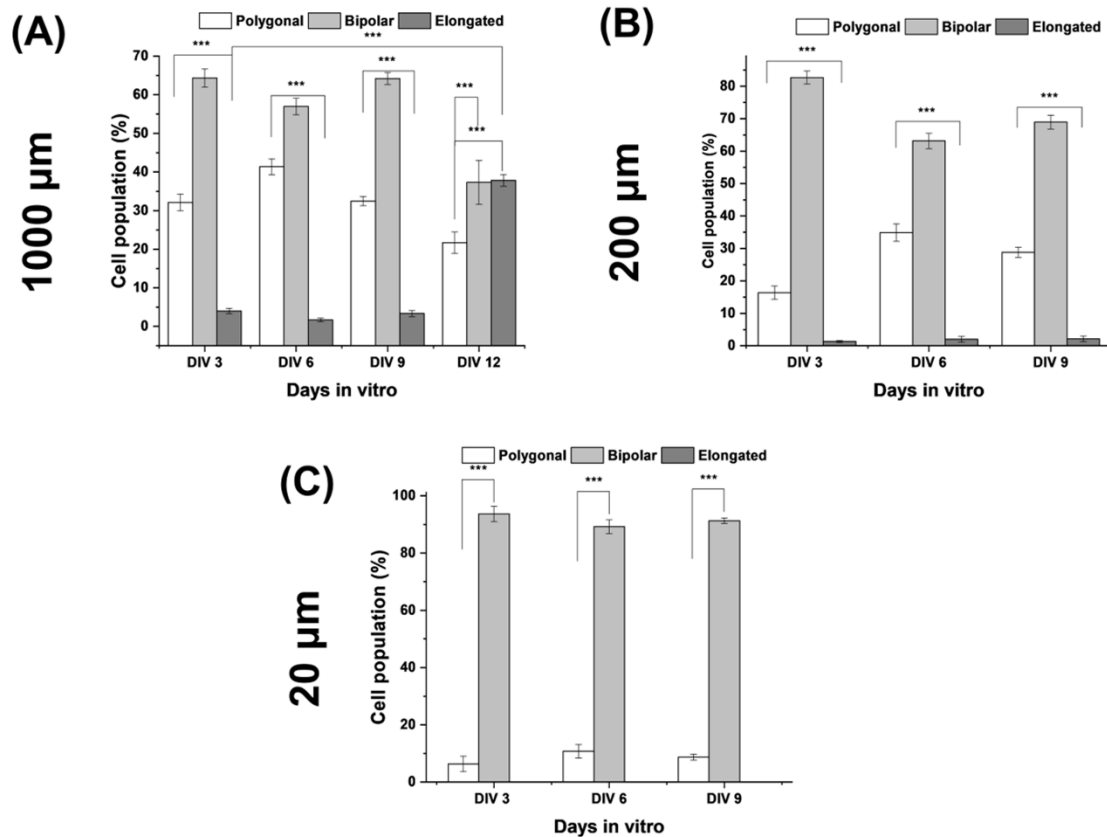 (A)
1000 µm
Polygonal Bipolar Elongated
***
***
***
***
***
***
Cell population (%)
70
60
50
40
30
20
10
0
DIV 3 DIV 6 DIV 9 DIV 12
Days in vitro
(B)
200 µm
Polygonal Bipolar Elongated
***
***
***
Cell population (%)
80
70
60
50
40
30
20
10
0
DIV 3 DIV 6 DIV 9
Days in vitro
(C)
20 µm
Polygonal Bipolar Elongated
***
***
***
Cell population (%)
100
80
60
40
20
0
DIV 3 DIV 6 DIV 9
Days in vitro